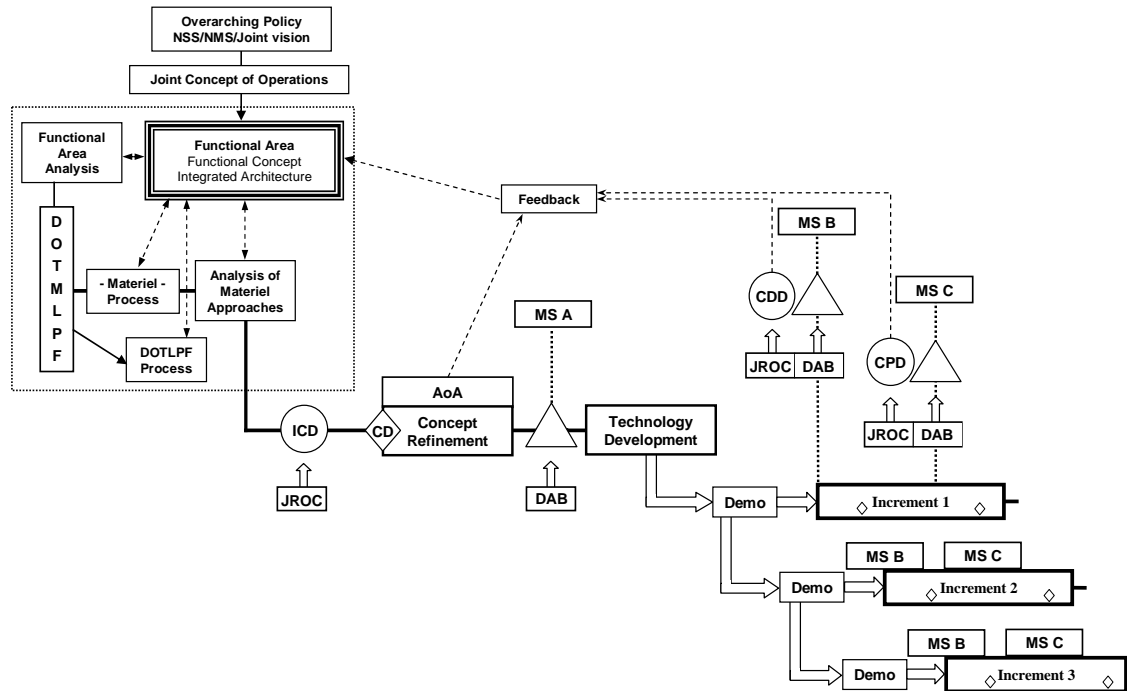 Overarching Policy
NSS/NMS/Joint vision
Joint Concept of Operations
Functional
Area
Analysis
Functional Area
Functional Concept
Integrated Architecture
Feedback
D
O
T
M
L
P
F
- Materiel -
Process
Analysis of
Materiel
Approaches
DOTLPF
Process
MS A
MS B
MS C
CDD
CPD
JROC
DAB
JROC
DAB
ICD
CD
AoA
Concept
Refinement
Technology
Development
JROC
DAB
Demo
Increment 1
MS B
MS C
Demo
Increment 2
MS B
MS C
Demo
Increment 3